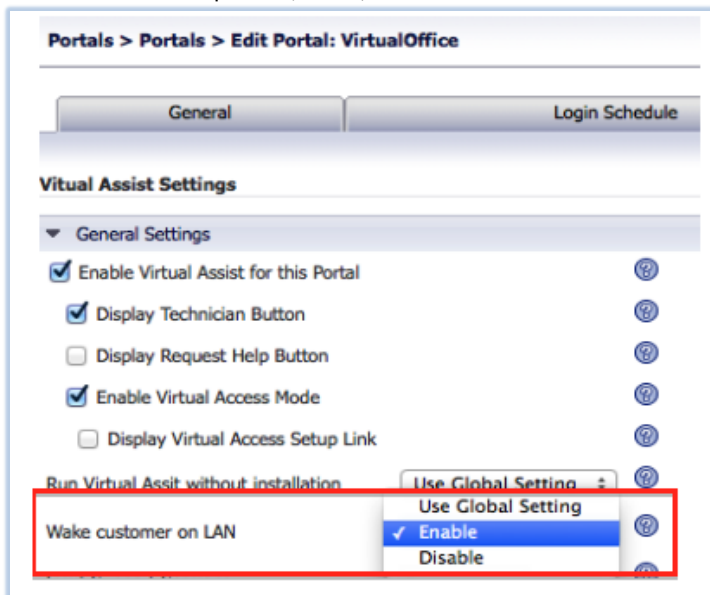 Portals > Portals > Edit Portal: VirtualOffice
General Login Schedule
Vitual Assist Settings
General Settings
Enable Virtual Assist for this Portal
Display Technician Button
Display Request Help Button
Enable Virtual Access Mode
Display Virtual Access Setup Link
Run Virtual Assit without installation Use Global Setting
Use Global Setting
Wake customer on LAN ✓ Enable
Disable